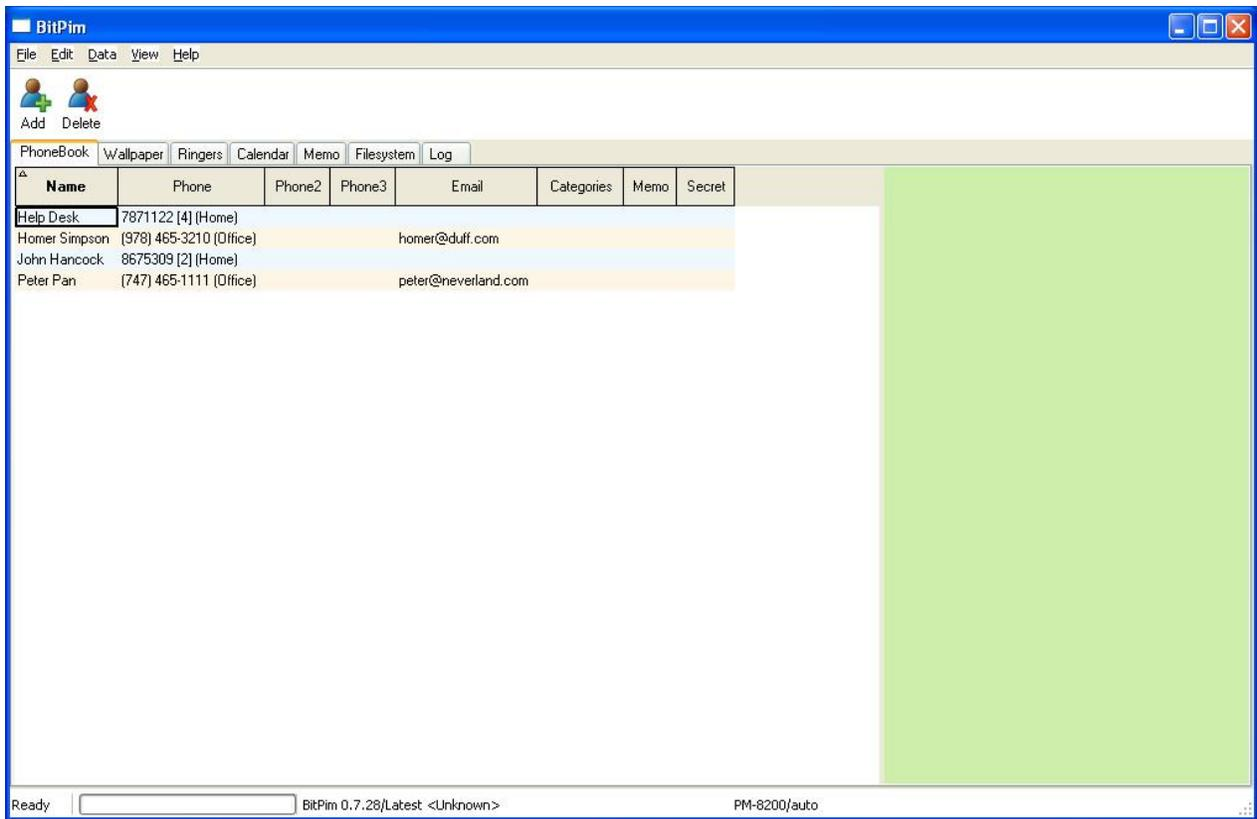 BitPim
File Edit Data View Help
Add Delete
PhoneBook Wallpaper Ringers Calendar Memo Filesystem Log
Name Phone Phone2 Phone3 Email Categories Memo Secret
Help Desk 7871122 [4] (Home)
Homer Simpson (978) 465-3210 (Office) homer@duff.com
John Hancock 8675309 [2] (Home)
Peter Pan (747) 465-1111 (Office) peter@neverland.com
Ready BitPim 0.7.28/Latest <Unknown> PM-8200/auto